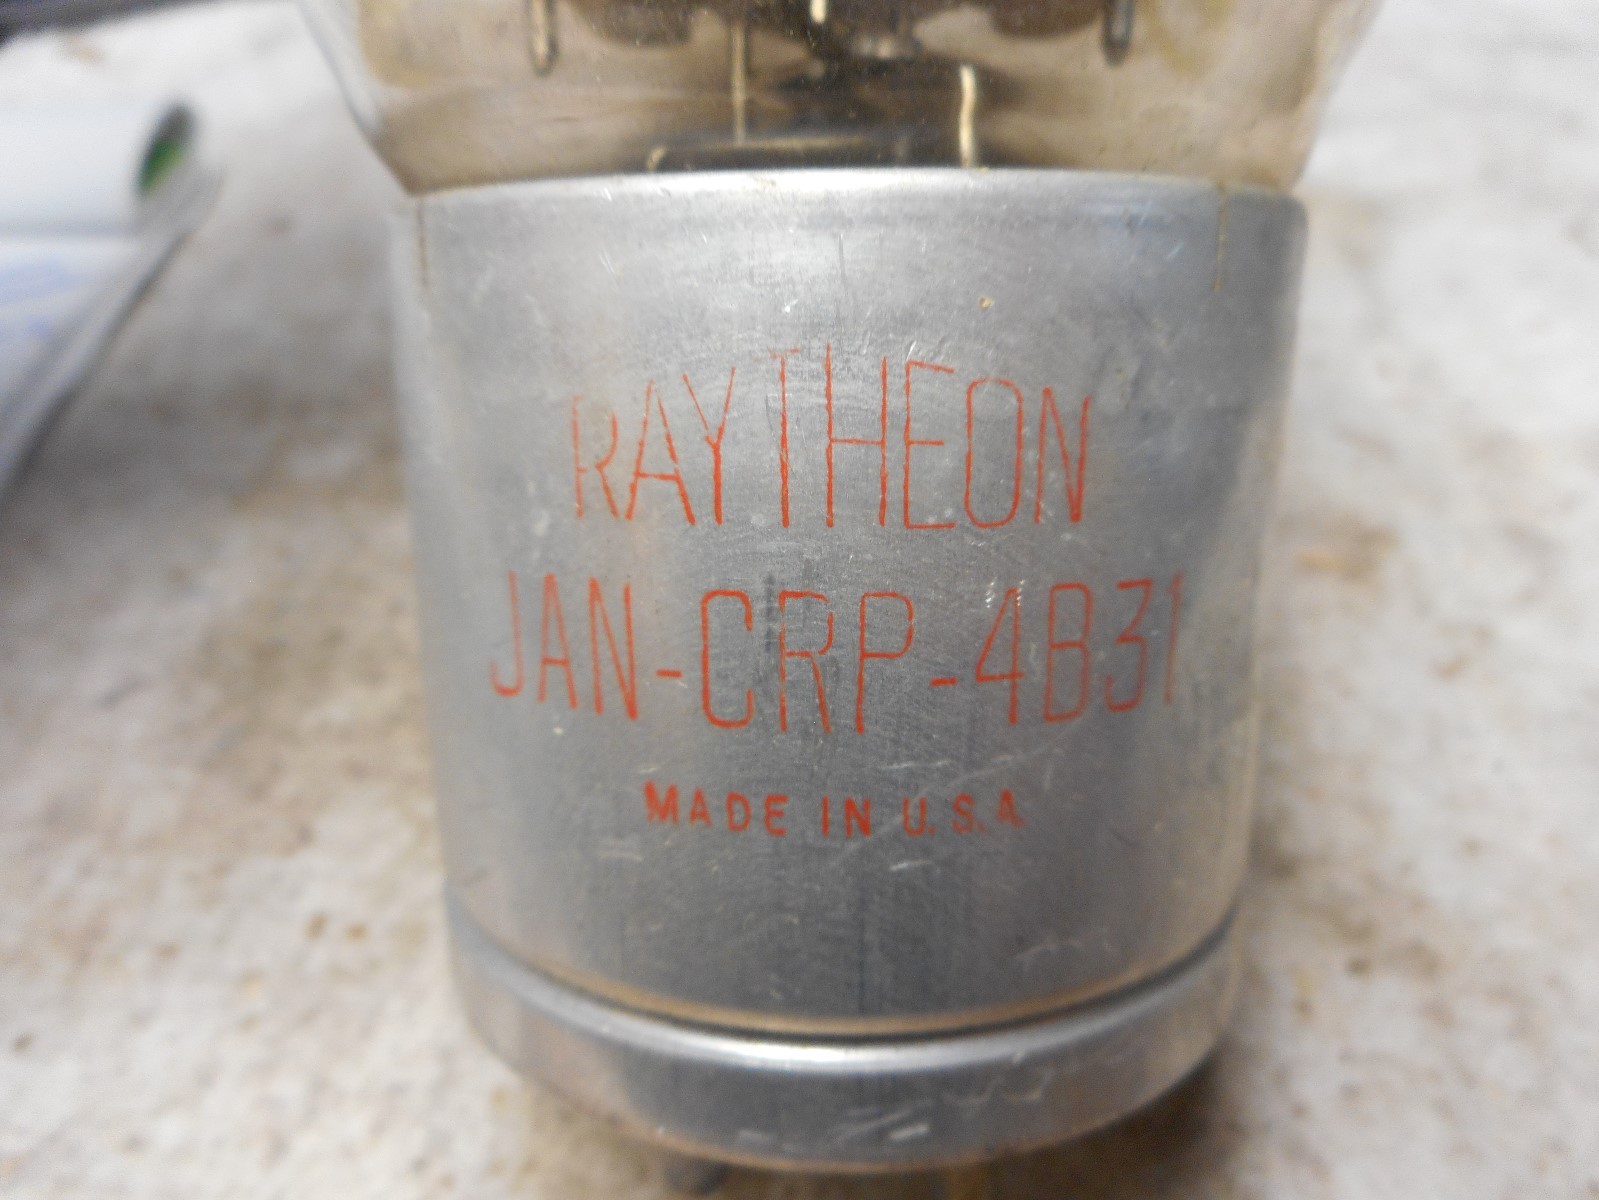 RAYTHEON
JAN-CRP-4B31
MADE IN U.S.A.